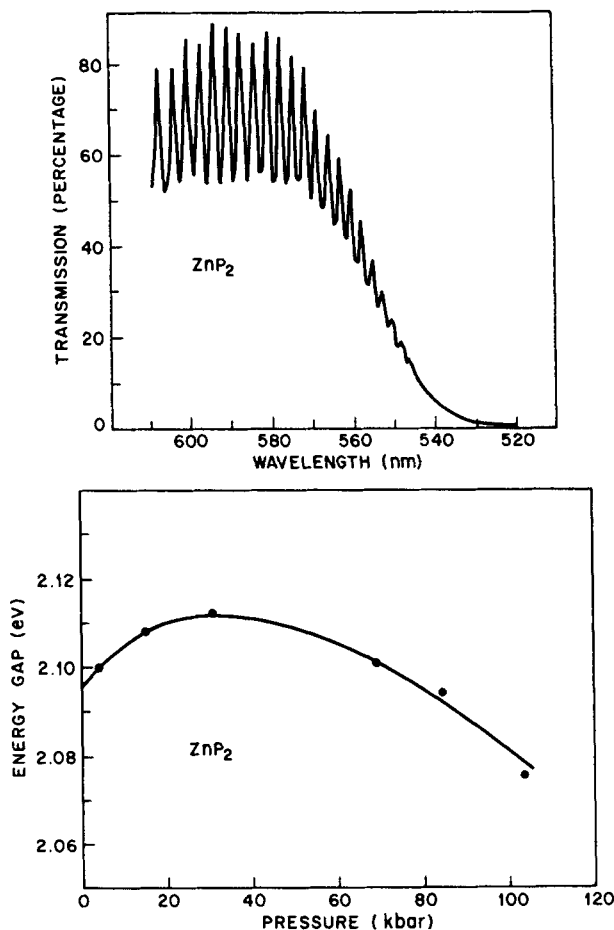 80
60
40
20
0
TRANSMISSION (PERCENTAGE)
ZnP2
600 580 560 540 520
WAVELENGTH (nm)
2.12
2.10
2.08
2.06
ENERGY GAP (eV)
ZnP2
0 20 40 60 80 100 120
PRESSURE (kbar)